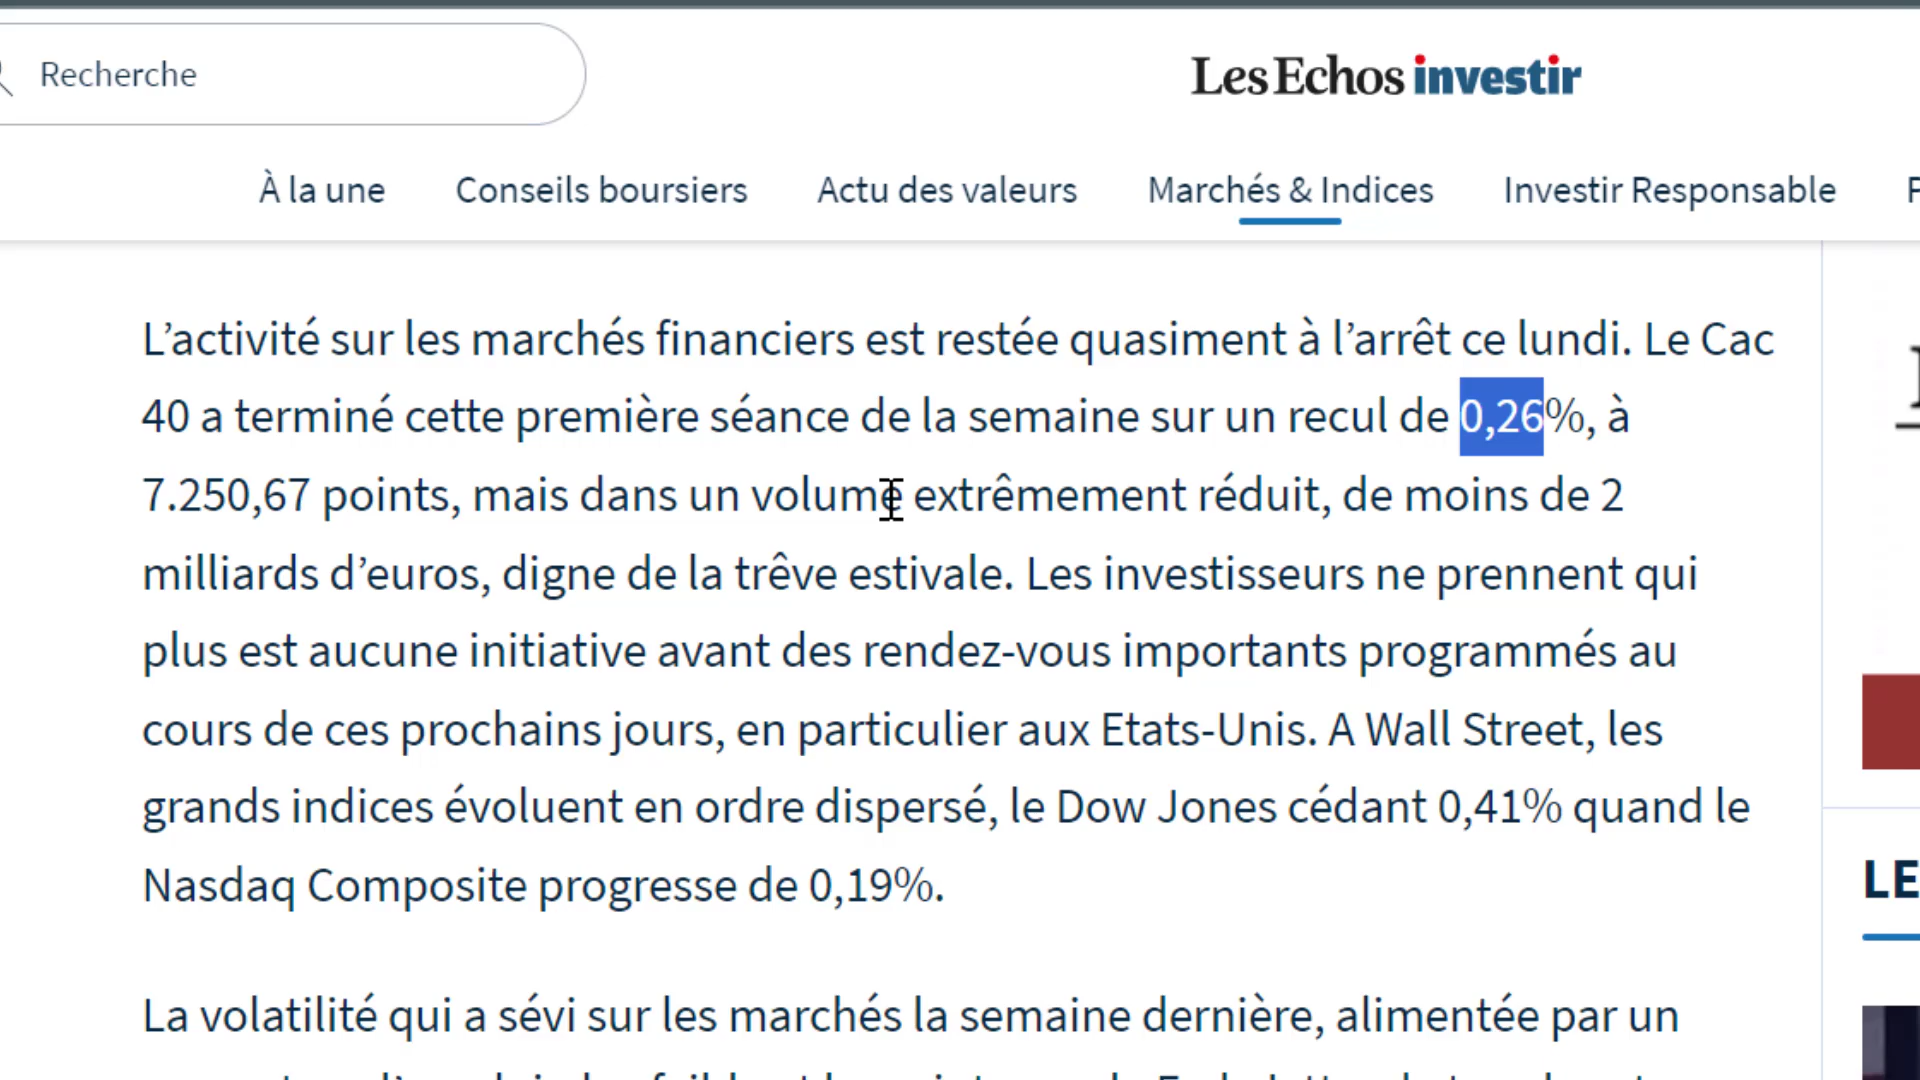 Recherche
Les Echos investir
À la une Conseils boursiers Actu des valeurs Marchés & Indices Investir Responsable
L’activité sur les marchés financiers est restée quasiment à l’arrêt ce lundi. Le Cac
40 a terminé cette première séance de la semaine sur un recul de 0,26%, à
7.250,67 points, mais dans un volume extrêmement réduit, de moins de 2
milliards d’euros, digne de la trêve estivale. Les investisseurs ne prennent qui
plus est aucune initiative avant des rendez-vous importants programmés au
cours de ces prochains jours, en particulier aux Etats-Unis. A Wall Street, les
grands indices évoluent en ordre dispersé, le Dow Jones cédant 0,41% quand le
Nasdaq Composite progresse de 0,19%.
LE
La volatilité qui a sévi sur les marchés la semaine dernière, alimentée par un